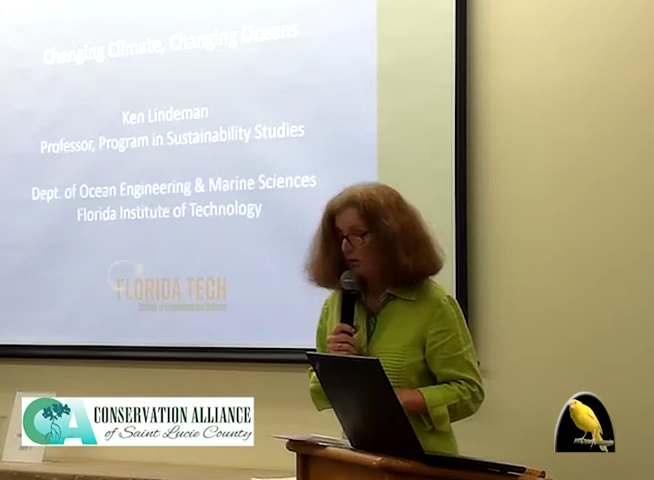 Changing Climate, Changing Oceans
Ken Lindeman
Professor, Program in Sustainability Studies
Dept. of Ocean Engineering & Marine Sciences
Florida Institute of Technology
FLORIDA TECH
CA
CONSERVATION ALLIANCE
of Saint Lucie County